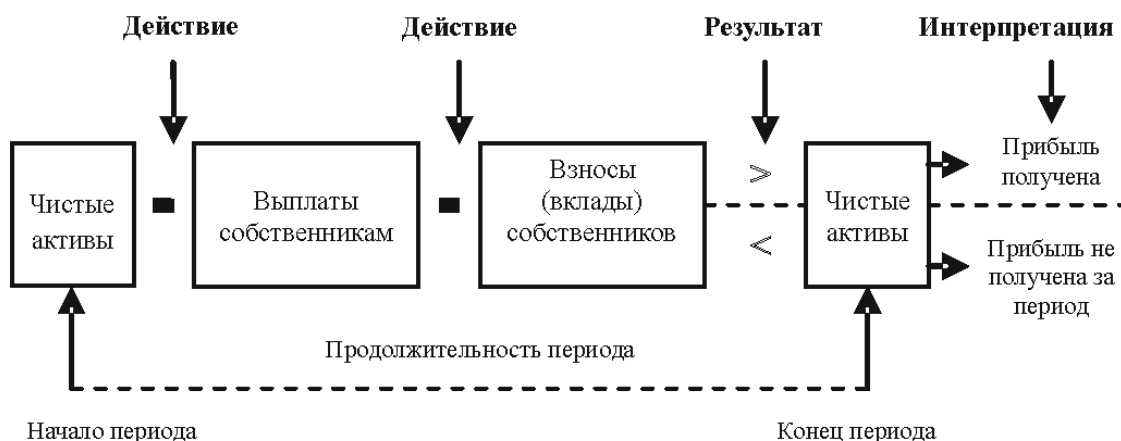 Действие
Действие
Результат
Интерпретация
Чистые
активы
-
Выплаты
собственникам
-
Взносы
(вклады)
собственников
>
<
Чистые
активы
Прибыль
получена
Прибыль не
получена за
период
Продолжительность периода
Начало периода
Конец периода